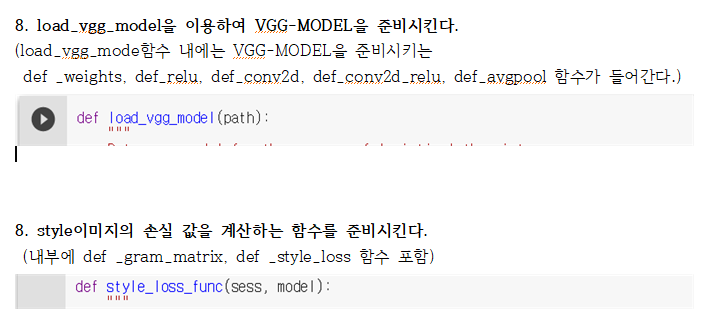 8. load_vgg_model을 이용하여 VGG-MODEL을 준비시킨다.
(load_vgg_mode함수 내에는 VGG-MODEL을 준비시키는
def _weights, def_relu, def_conv2d, def_conv2d_relu, def_avgpool 함수가 들어간다.)
def load_vgg_model(path):
"""
8. style이미지의 손실 값을 계산하는 함수를 준비시킨다.
(내부에 def _gram_matrix, def _style_loss 함수 포함)
def style_loss_func(sess, model):
"""